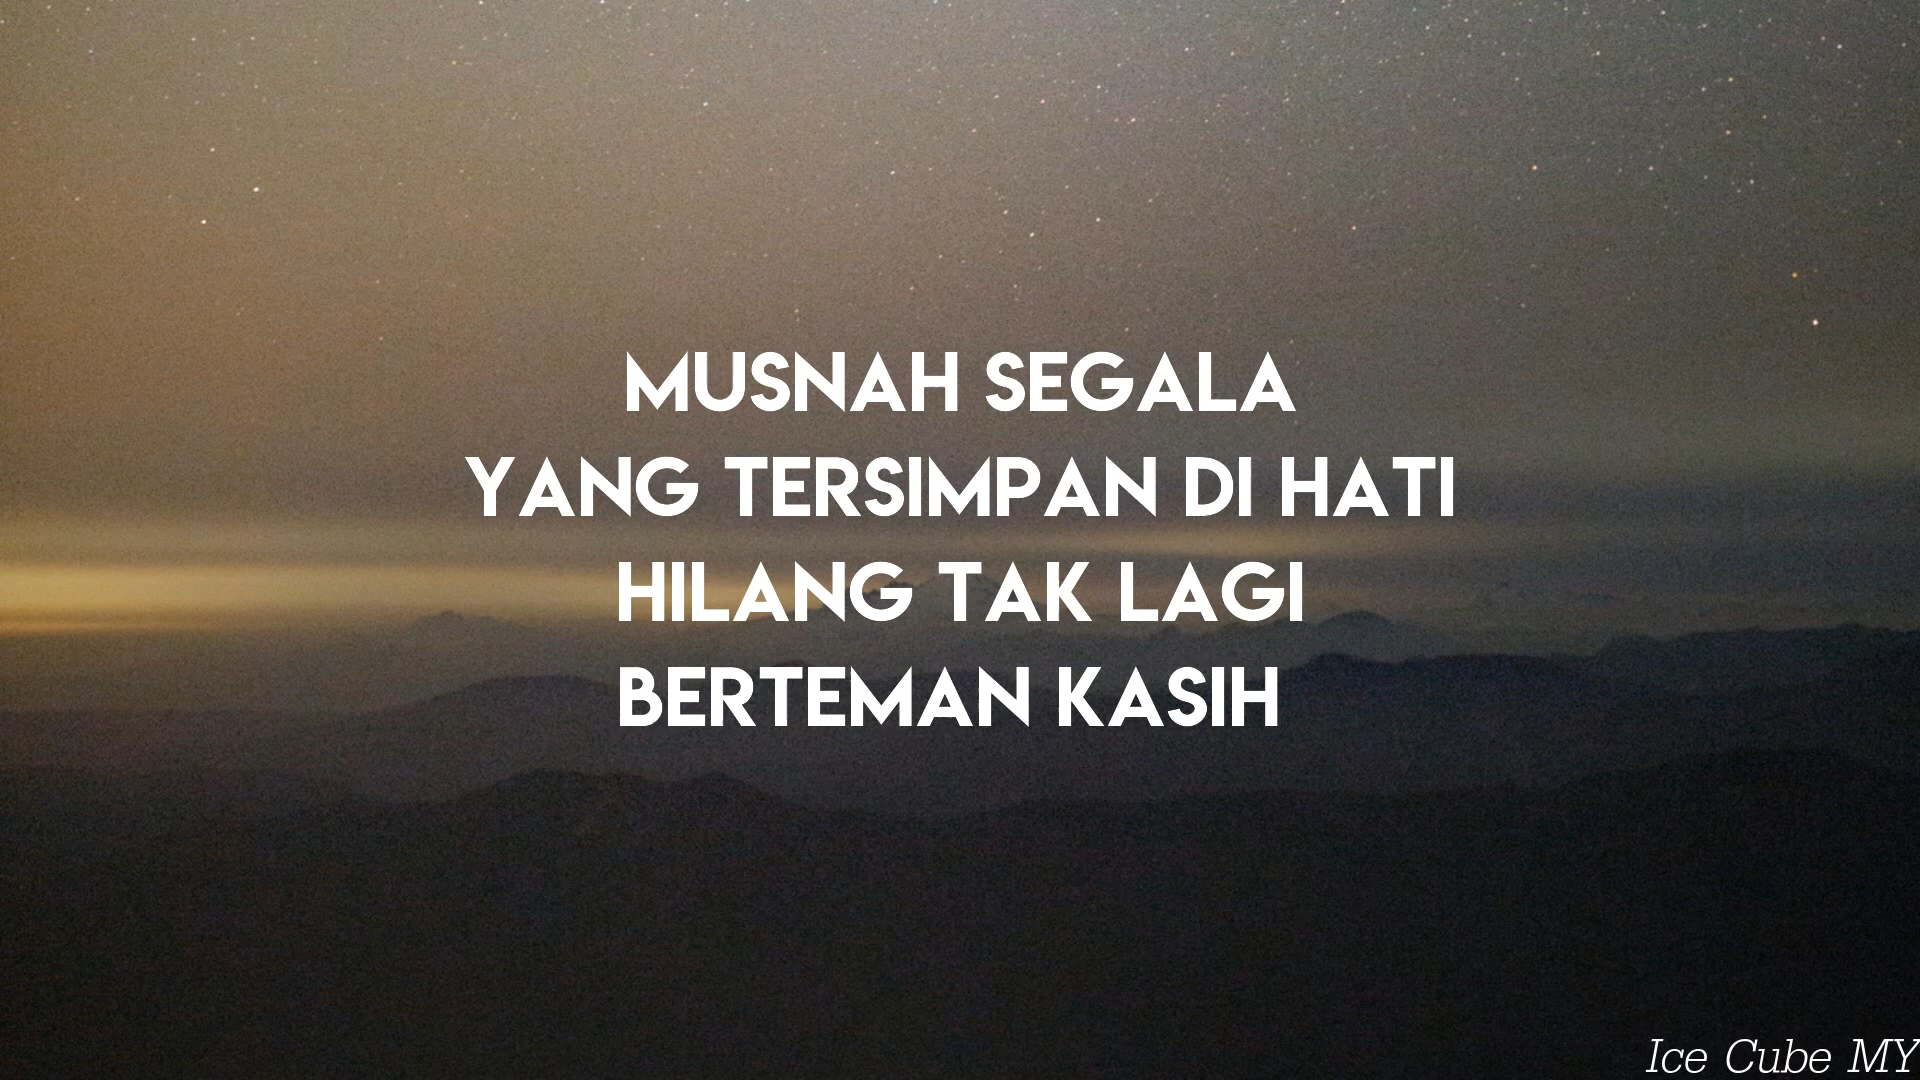 MUSNAH SEGALA
YANG TERSIMPAN DI HATI
HILANG TAK LAGI
BERTEMAN KASIH
Ice Cube MY